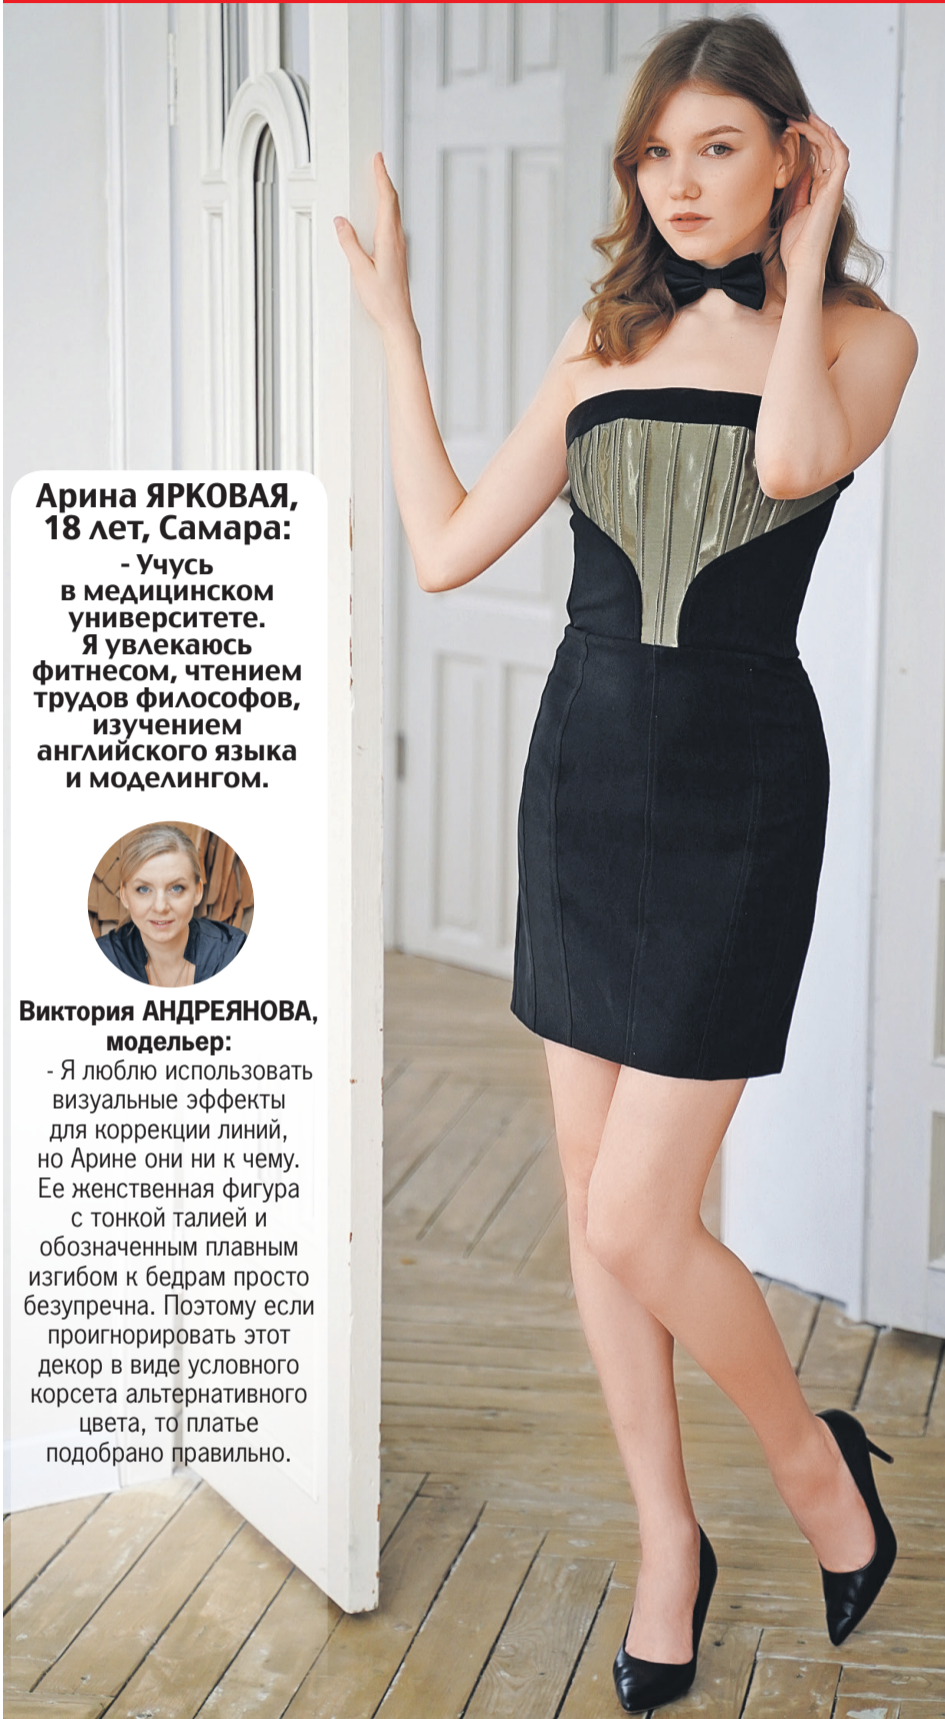 Арина ЯРКОВАЯ,
18 лет, Самара:
- Учусь
в медицинском
университете.
Я увлекаюсь
фитнесом, чтением
трудов философов,
изучением
английского языка
и моделингом.
Виктория АНДРЕЯНОВА,
модельер:
- Я люблю использовать
визуальные эффекты
для коррекции линий,
но Арине они ни к чему.
Ее женственная фигура
с тонкой талией и
обозначенным плавным
изгибом к бедрам просто
безупречна. Поэтому если
проигнорировать этот
декор в виде условного
корсета альтернативного
цвета, то платье
подобрано правильно.